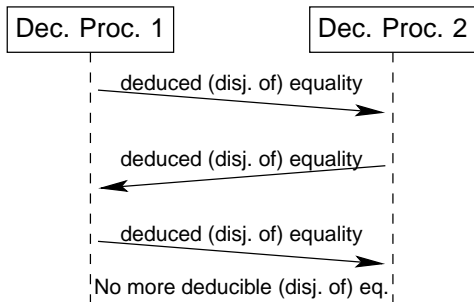 Dec. Proc. 1
Dec. Proc. 2
deduced (disj. of) equality
deduced (disj. of) equality
deduced (disj. of) equality
No more deducible (disj. of) eq.